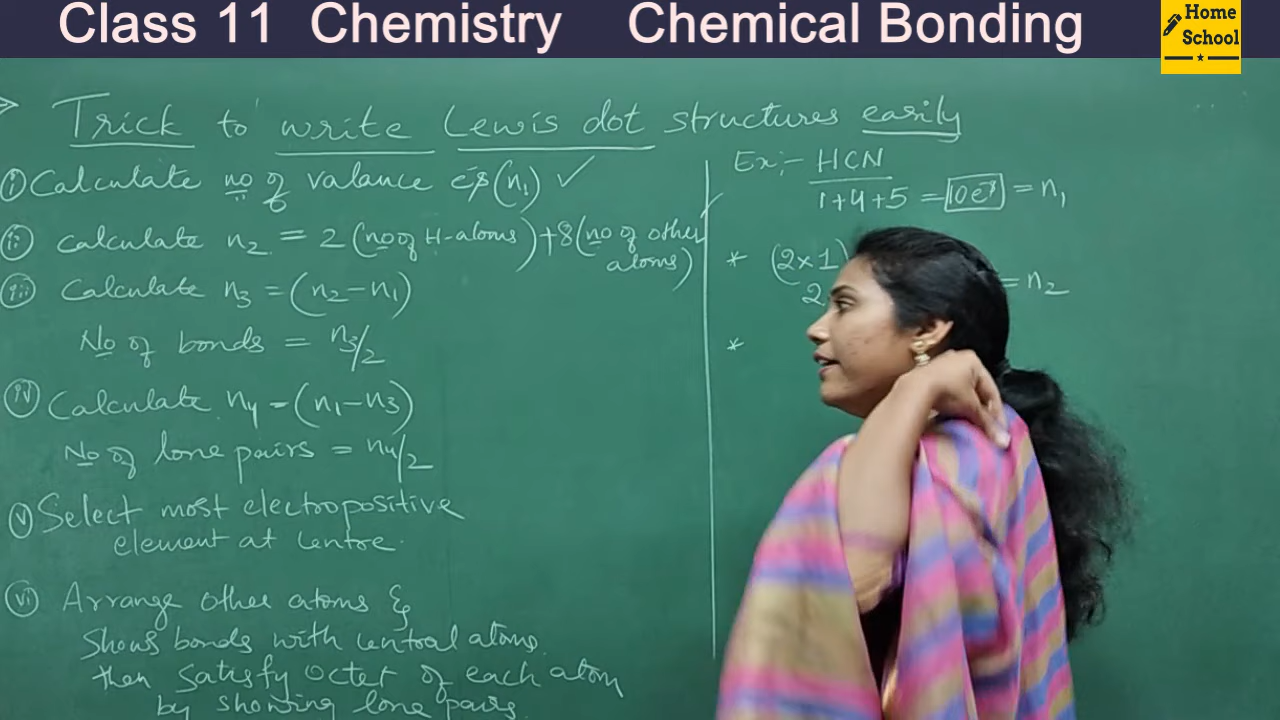 Class 11 Chemistry Chemical Bonding
Home
School
Trick to write Lewis dot structures easily
(i) Calculate no of valance e⁻s (n₁) ✓
(ii) Calculate n₂ = 2 (no of H-atoms) + 8 (no of other
atoms)
(iii) Calculate n₃ = (n₂ - n₁)
No of bonds = n₃/2
(iv) Calculate n₄ = (n₁ - n₃)
No of lone pairs = n₄/2
(v) Select most electropositive
element at centre.
(vi) Arrange other atoms &
Show bonds with central atoms.
then satisfy octet of each atom
by showing lone pairs.
Ex:- HCN
1+4+5 = 10 e⁻s = n₁
* (2×1) = n₂
2
*